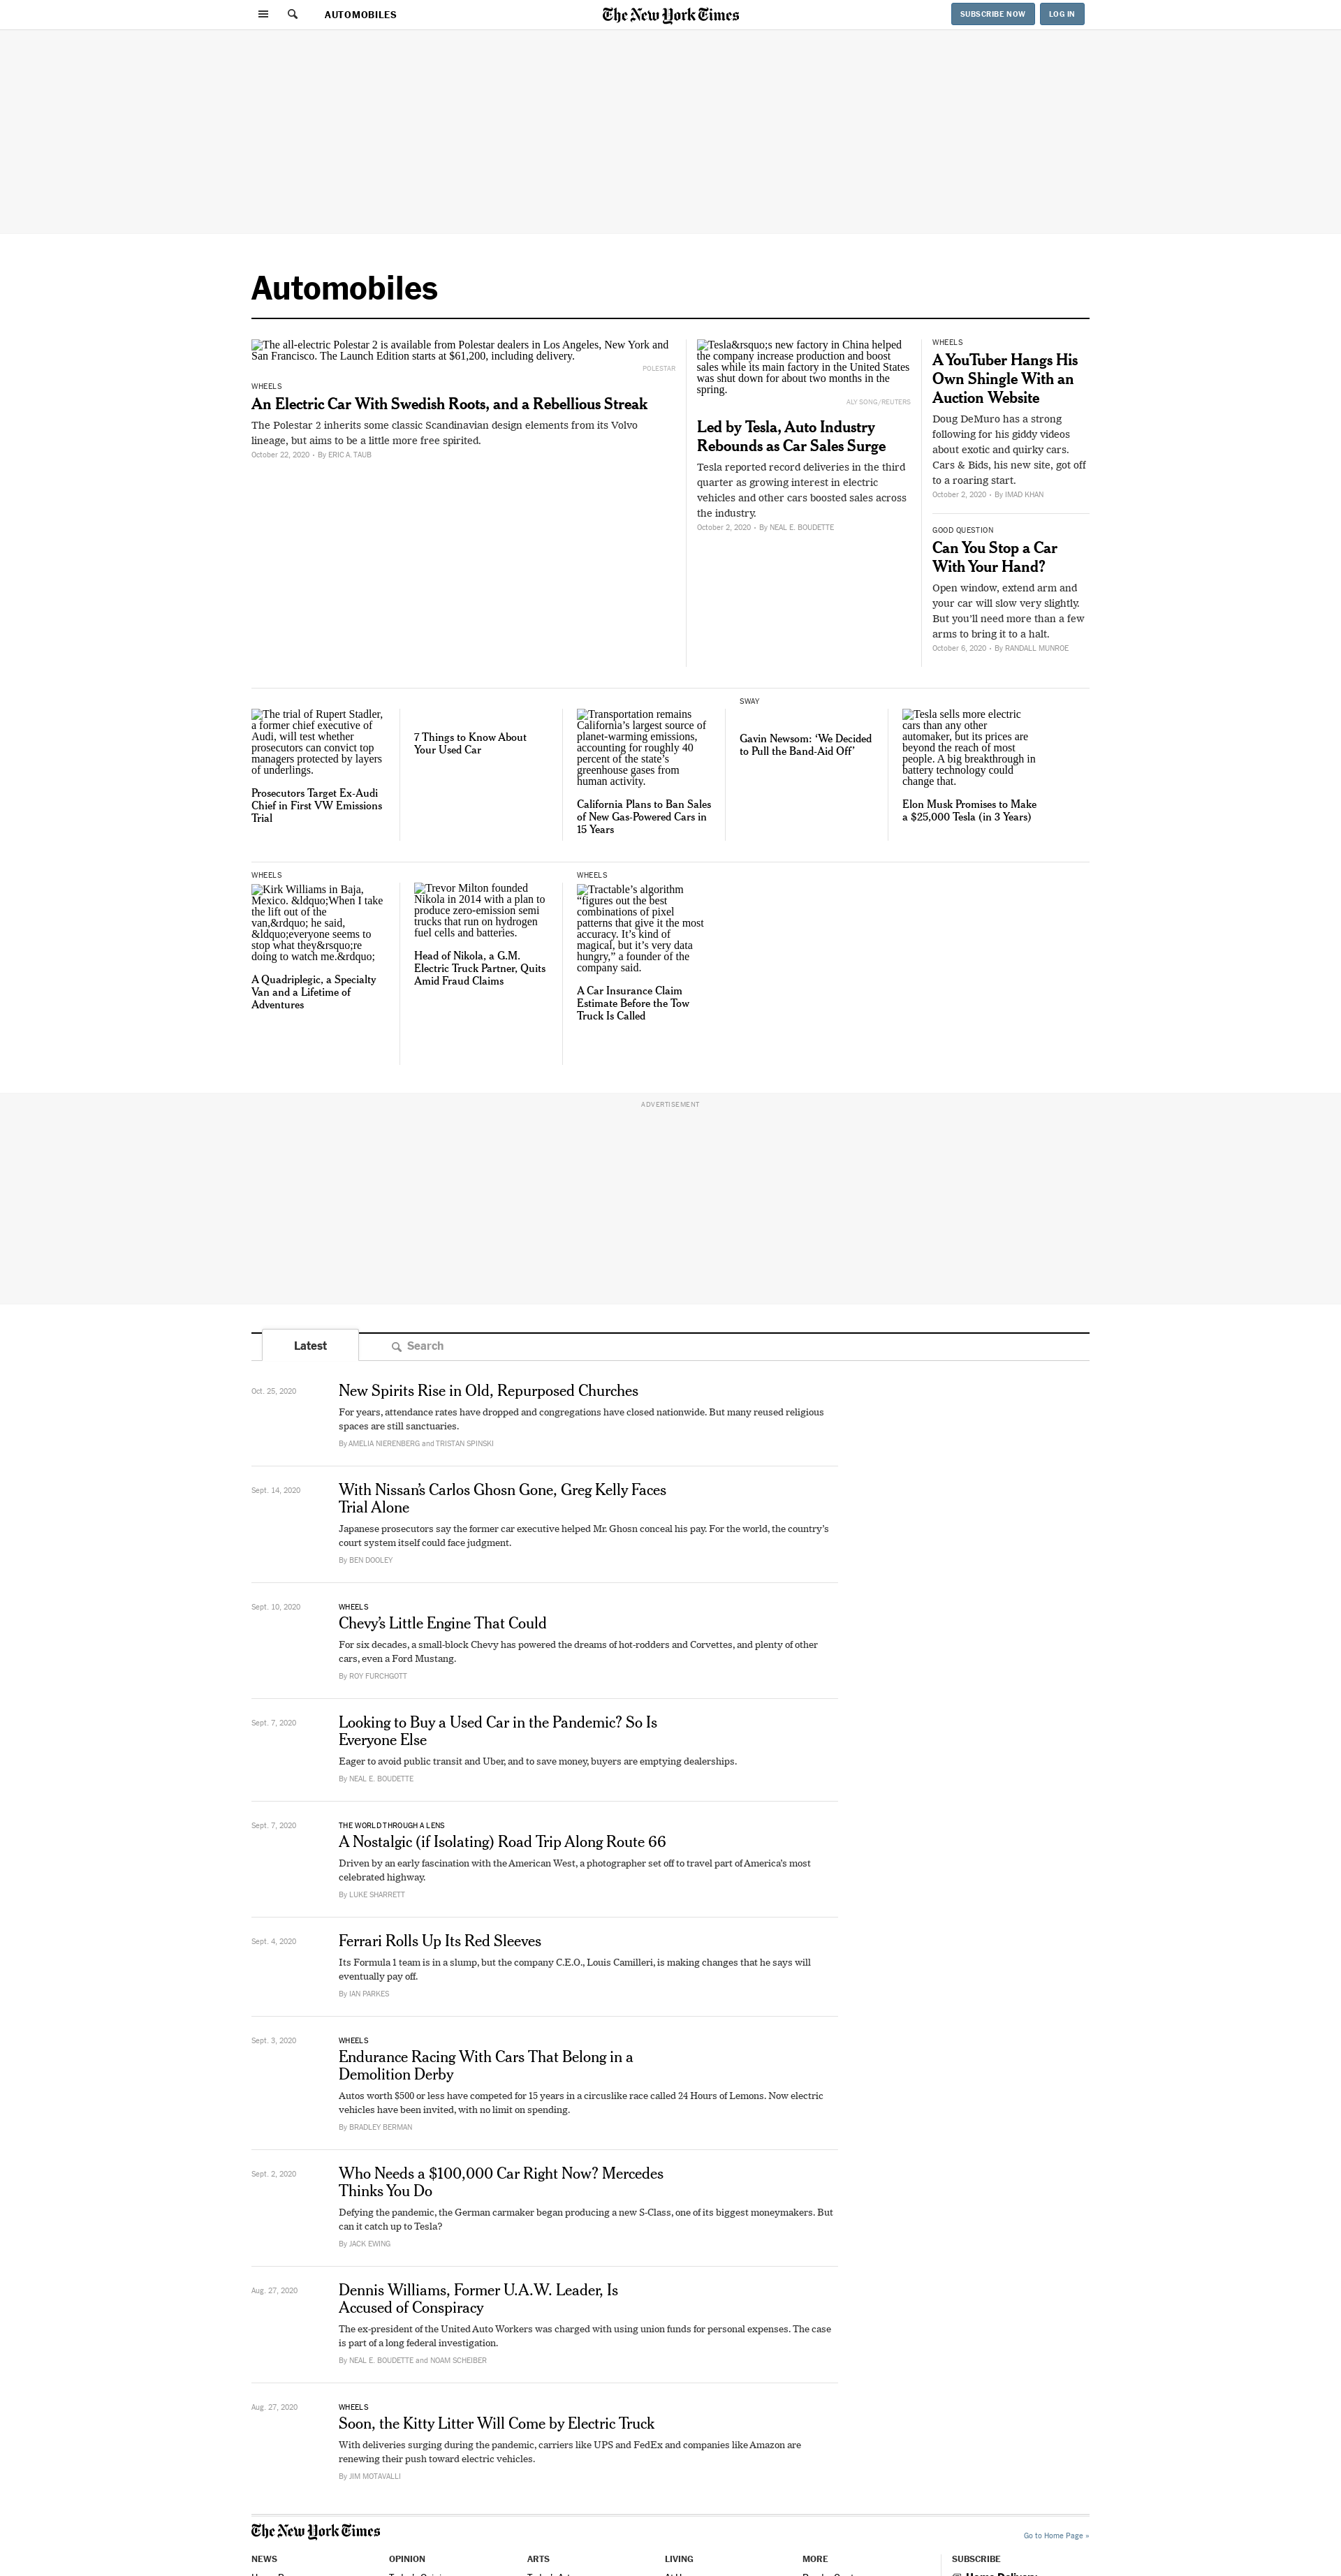 AUTOMOBILES
The New York Times
SUBSCRIBE NOW
LOG IN
Automobiles
The all-electric Polestar 2 is available from Polestar dealers in Los Angeles, New York and
San Francisco. The Launch Edition starts at $61,200, including delivery.
POLESTAR
WHEELS
An Electric Car With Swedish Roots, and a Rebellious Streak
The Polestar 2 inherits some classic Scandinavian design elements from its Volvo
lineage, but aims to be a little more free spirited.
October 22, 2020 • By ERIC A. TAUB
Tesla&rsquo;s new factory in China helped
the company increase production and boost
sales while its main factory in the United States
was shut down for about two months in the
spring.
ALY SONG/REUTERS
Led by Tesla, Auto Industry
Rebounds as Car Sales Surge
Tesla reported record deliveries in the third
quarter as growing interest in electric
vehicles and other cars boosted sales across
the industry.
October 2, 2020 • By NEAL E. BOUDETTE
WHEELS
A YouTuber Hangs His
Own Shingle With an
Auction Website
Doug DeMuro has a strong
following for his giddy videos
about exotic and quirky cars.
Cars & Bids, his new site, got off
to a roaring start.
October 2, 2020 • By IMAD KHAN
GOOD QUESTION
Can You Stop a Car
With Your Hand?
Open window, extend arm and
your car will slow very slightly.
But you’ll need more than a few
arms to bring it to a halt.
October 6, 2020 • By RANDALL MUNROE
The trial of Rupert Stadler,
a former chief executive of
Audi, will test whether
prosecutors can convict top
managers protected by layers
of underlings.
Prosecutors Target Ex-Audi
Chief in First VW Emissions
Trial
7 Things to Know About
Your Used Car
Transportation remains
California’s largest source of
planet-warming emissions,
accounting for roughly 40
percent of the state’s
greenhouse gases from
human activity.
California Plans to Ban Sales
of New Gas-Powered Cars in
15 Years
SWAY
Gavin Newsom: ‘We Decided
to Pull the Band-Aid Off’
Tesla sells more electric
cars than any other
automaker, but its prices are
beyond the reach of most
people. A big breakthrough in
battery technology could
change that.
Elon Musk Promises to Make
a $25,000 Tesla (in 3 Years)
WHEELS
Kirk Williams in Baja,
Mexico. &ldquo;When I take
the lift out of the
van,&rdquo; he said,
&ldquo;everyone seems to
stop what they&rsquo;re
doing to watch me.&rdquo;
A Quadriplegic, a Specialty
Van and a Lifetime of
Adventures
Trevor Milton founded
Nikola in 2014 with a plan to
produce zero-emission semi
trucks that run on hydrogen
fuel cells and batteries.
Head of Nikola, a G.M.
Electric Truck Partner, Quits
Amid Fraud Claims
WHEELS
Tractable’s algorithm
“figures out the best
combinations of pixel
patterns that give it the most
accuracy. It’s kind of
magical, but it’s very data
hungry,” a founder of the
company said.
A Car Insurance Claim
Estimate Before the Tow
Truck Is Called
ADVERTISEMENT
Latest
Search
Oct. 25, 2020
New Spirits Rise in Old, Repurposed Churches
For years, attendance rates have dropped and congregations have closed nationwide. But many reused religious
spaces are still sanctuaries.
By AMELIA NIERENBERG and TRISTAN SPINSKI
Sept. 14, 2020
With Nissan’s Carlos Ghosn Gone, Greg Kelly Faces
Trial Alone
Japanese prosecutors say the former car executive helped Mr. Ghosn conceal his pay. For the world, the country’s
court system itself could face judgment.
By BEN DOOLEY
Sept. 10, 2020
WHEELS
Chevy’s Little Engine That Could
For six decades, a small-block Chevy has powered the dreams of hot-rodders and Corvettes, and plenty of other
cars, even a Ford Mustang.
By ROY FURCHGOTT
Sept. 7, 2020
Looking to Buy a Used Car in the Pandemic? So Is
Everyone Else
Eager to avoid public transit and Uber, and to save money, buyers are emptying dealerships.
By NEAL E. BOUDETTE
Sept. 7, 2020
THE WORLD THROUGH A LENS
A Nostalgic (if Isolating) Road Trip Along Route 66
Driven by an early fascination with the American West, a photographer set off to travel part of America’s most
celebrated highway.
By LUKE SHARRETT
Sept. 4, 2020
Ferrari Rolls Up Its Red Sleeves
Its Formula 1 team is in a slump, but the company C.E.O., Louis Camilleri, is making changes that he says will
eventually pay off.
By IAN PARKES
Sept. 3, 2020
WHEELS
Endurance Racing With Cars That Belong in a
Demolition Derby
Autos worth $500 or less have competed for 15 years in a circuslike race called 24 Hours of Lemons. Now electric
vehicles have been invited, with no limit on spending.
By BRADLEY BERMAN
Sept. 2, 2020
Who Needs a $100,000 Car Right Now? Mercedes
Thinks You Do
Defying the pandemic, the German carmaker began producing a new S-Class, one of its biggest moneymakers. But
can it catch up to Tesla?
By JACK EWING
Aug. 27, 2020
Dennis Williams, Former U.A.W. Leader, Is
Accused of Conspiracy
The ex-president of the United Auto Workers was charged with using union funds for personal expenses. The case
is part of a long federal investigation.
By NEAL E. BOUDETTE and NOAM SCHEIBER
Aug. 27, 2020
WHEELS
Soon, the Kitty Litter Will Come by Electric Truck
With deliveries surging during the pandemic, carriers like UPS and FedEx and companies like Amazon are
renewing their push toward electric vehicles.
By JIM MOTAVALLI
The New York Times
Go to Home Page »
NEWS
OPINION
ARTS
LIVING
MORE
SUBSCRIBE